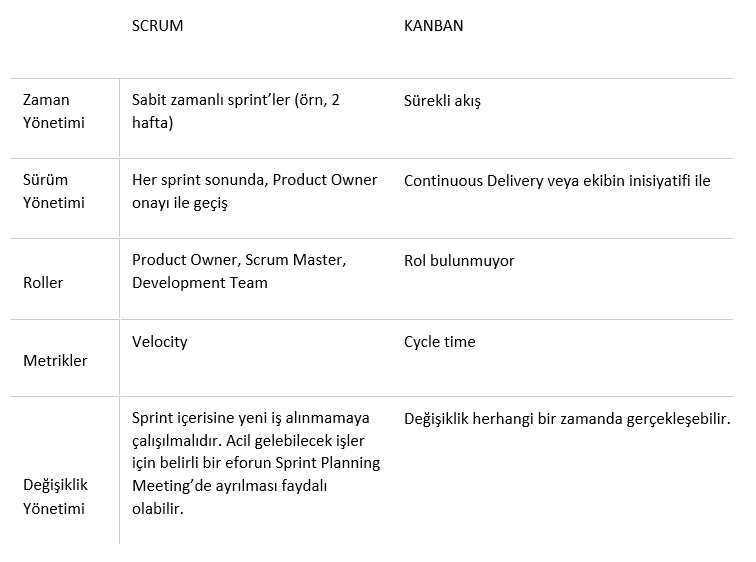 SCRUM KANBAN
Zaman
Yönetimi
Sabit zamanlı sprint’ler (örn, 2
hafta)
Sürekli akış
Sürüm
Yönetimi
Her sprint sonunda, Product Owner
onayı ile geçiş
Continuous Delivery veya ekibin inisiyatifi ile
Roller
Product Owner, Scrum Master,
Development Team
Rol bulunmuyor
Metrikler
Velocity
Cycle time
Değişiklik
Yönetimi
Sprint içerisine yeni iş alınmamaya
çalışılmalıdır. Acil gelebilecek işler
için belirli bir eforun Sprint Planning
Meeting’de ayrılması faydalı
olabilir.
Değişiklik herhangi bir zamanda gerçekleşebilir.